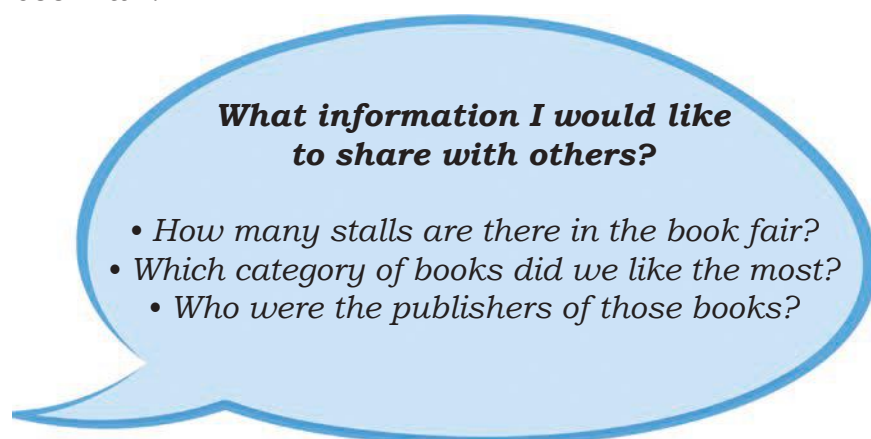 What information I would like
to share with others?
• How many stalls are there in the book fair?
• Which category of books did we like the most?
• Who were the publishers of those books?